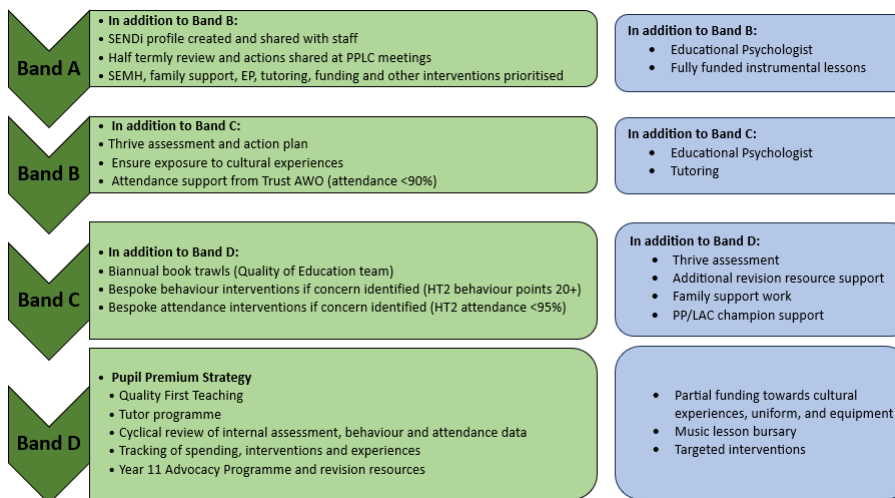 Band A
• In addition to Band B:
• SENDi profile created and shared with staff
• Half termly review and actions shared at PPLC meetings
• SEMH, family support, EP, tutoring, funding and other interventions prioritised
In addition to Band B:
• Educational Psychologist
• Fully funded instrumental lessons
Band B
• In addition to Band C:
• Thrive assessment and action plan
• Ensure exposure to cultural experiences
• Attendance support from Trust AWO (attendance <90%)
In addition to Band C:
• Educational Psychologist
• Tutoring
Band C
• In addition to Band D:
• Biannual book trawls (Quality of Education team)
• Bespoke behaviour interventions if concern identified (HT2 behaviour points 20+)
• Bespoke attendance interventions if concern identified (HT2 attendance <95%)
In addition to Band D:
• Thrive assessment
• Additional revision resource support
• Family support work
• PP/LAC champion support
Band D
• Pupil Premium Strategy
• Quality First Teaching
• Tutor programme
• Cyclical review of internal assessment, behaviour and attendance data
• Tracking of spending, interventions and experiences
• Year 11 Advocacy Programme and revision resources
• Partial funding towards cultural
experiences, uniform, and equipment
• Music lesson bursary
• Targeted interventions